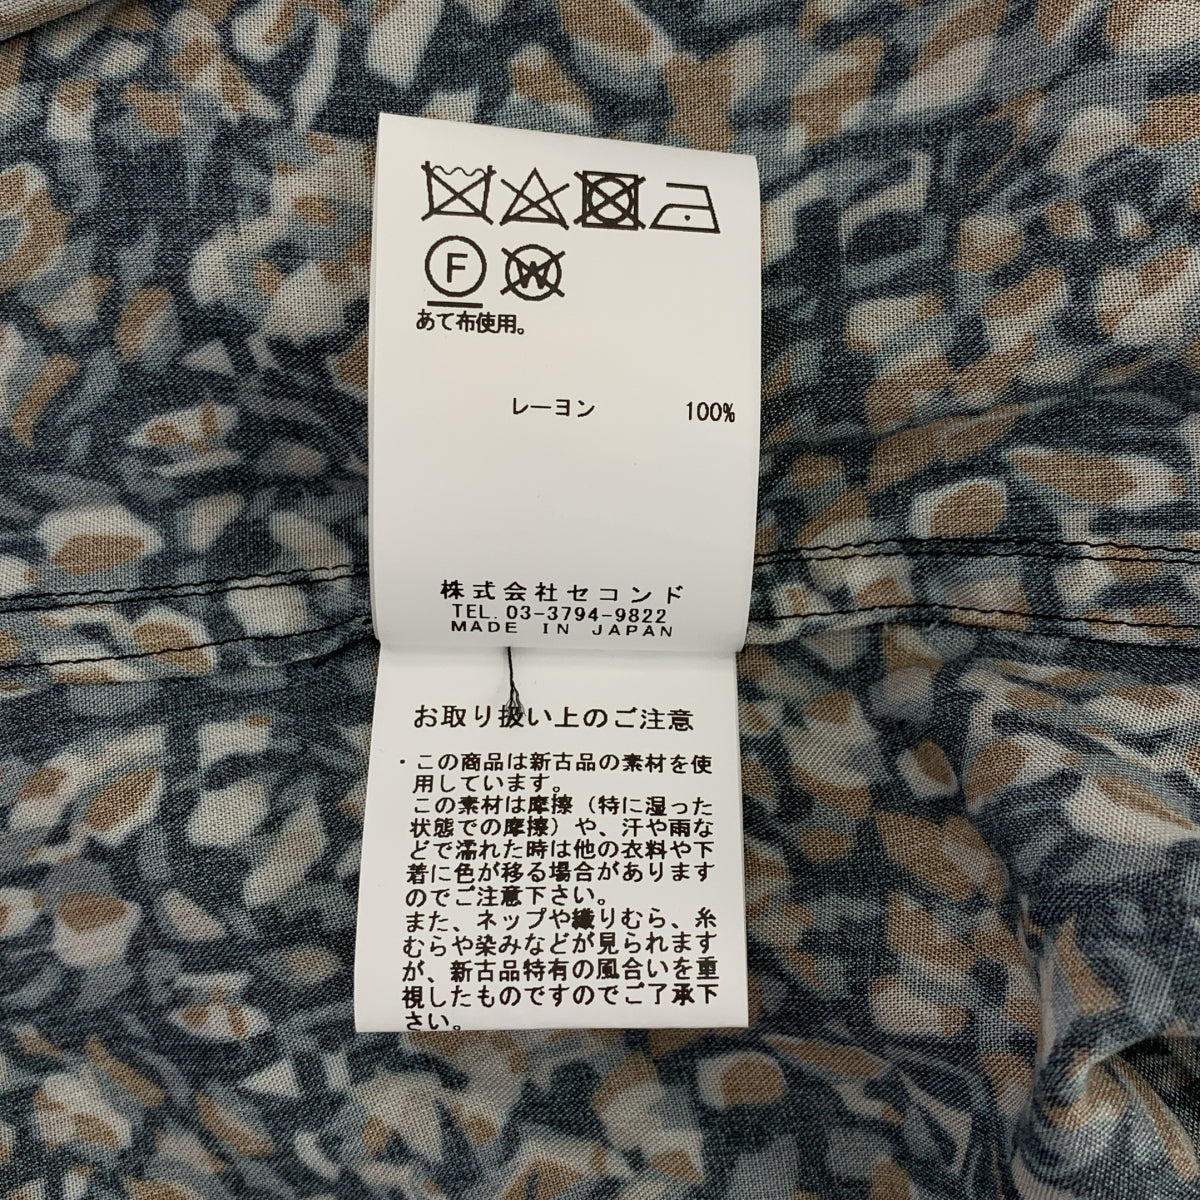 F W
あて布使用。
レーヨン 100%
株式会社セコンド
TEL. 03-3794-9822
MADE IN JAPAN
お取り扱い上のご注意
・この商品は新古品の素材を使
用しています。
この素材は摩擦（特に湿った
状態での摩擦）や、汗や雨な
どで濡れた時は他の衣料や下
着に色が移る場合があります
のでご注意下さい。
また、ネップや織りむら、糸
むらや染みなどが見られます
が、新古品特有の風合いを重
視したものですのでご了承下
さい。